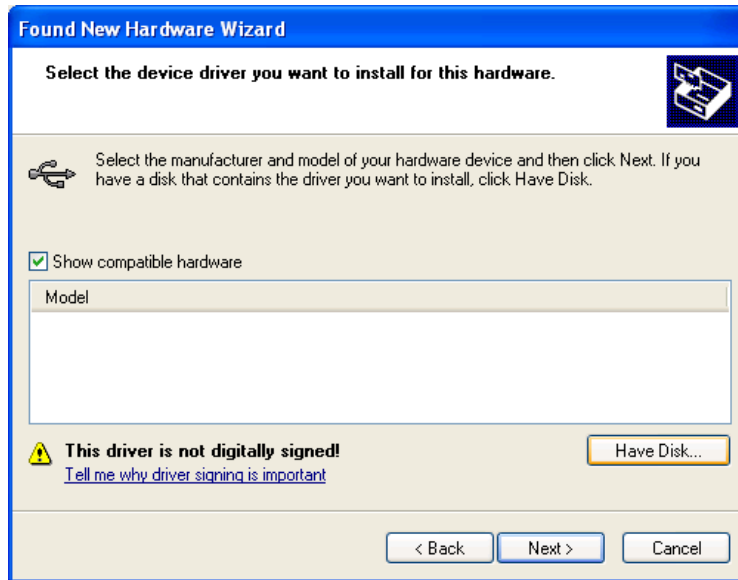 Found New Hardware Wizard
Select the device driver you want to install for this hardware.
Select the manufacturer and model of your hardware device and then click Next. If you
have a disk that contains the driver you want to install, click Have Disk.
Show compatible hardware
Model
This driver is not digitally signed!
Have Disk...
Tell me why driver signing is important
< Back
Next >
Cancel